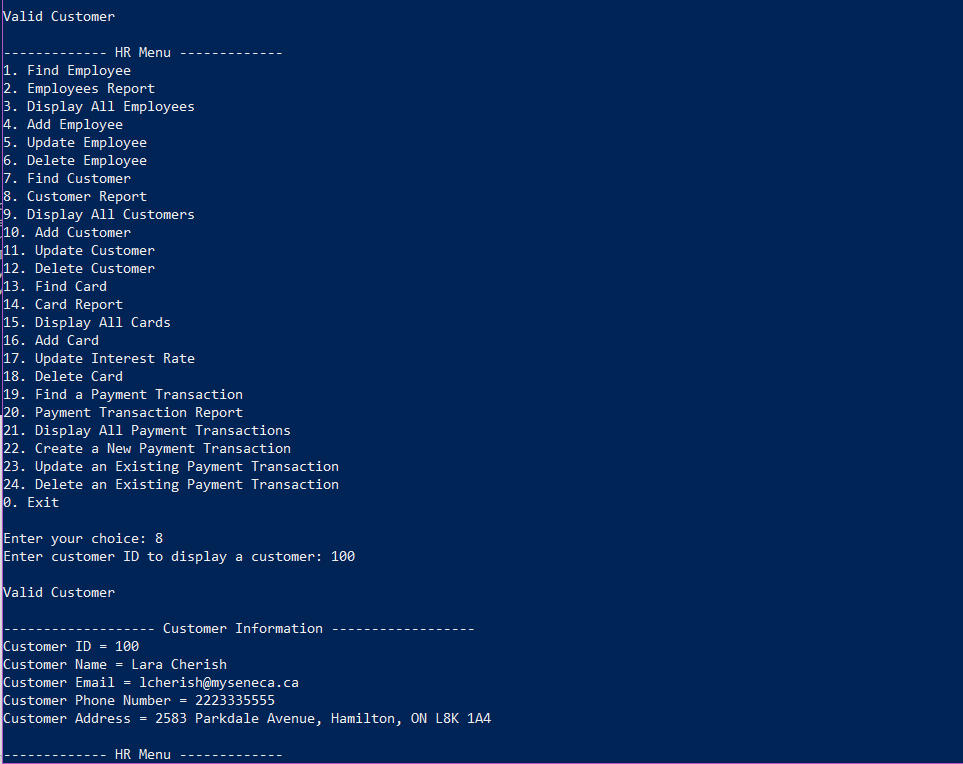 Valid Customer
------------- HR Menu -------------
1. Find Employee
2. Employees Report
3. Display All Employees
4. Add Employee
5. Update Employee
6. Delete Employee
7. Find Customer
8. Customer Report
9. Display All Customers
10. Add Customer
11. Update Customer
12. Delete Customer
13. Find Card
14. Card Report
15. Display All Cards
16. Add Card
17. Update Interest Rate
18. Delete Card
19. Find a Payment Transaction
20. Payment Transaction Report
21. Display All Payment Transactions
22. Create a New Payment Transaction
23. Update an Existing Payment Transaction
24. Delete an Existing Payment Transaction
0. Exit
Enter your choice: 8
Enter customer ID to display a customer: 100
Valid Customer
------------------- Customer Information ------------------
Customer ID = 100
Customer Name = Lara Cherish
Customer Email = lcherish@myseneca.ca
Customer Phone Number = 2223335555
Customer Address = 2583 Parkdale Avenue, Hamilton, ON L8K 1A4
------------- HR Menu -------------